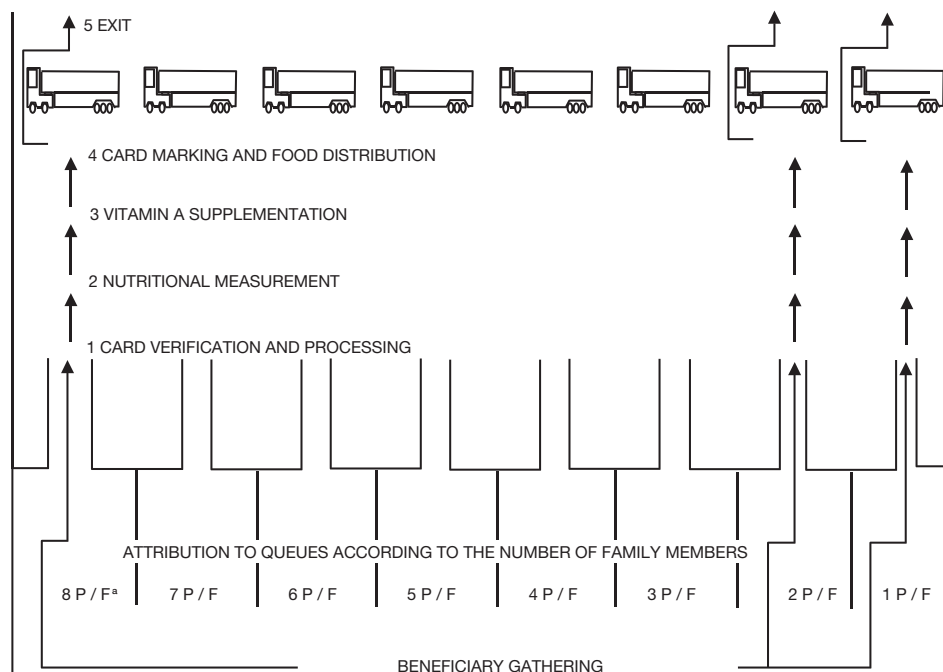 5 EXIT
4 CARD MARKING AND FOOD DISTRIBUTION
3 VITAMIN A SUPPLEMENTATION
2 NUTRITIONAL MEASUREMENT
1 CARD VERIFICATION AND PROCESSING
ATTRIBUTION TO QUEUES ACCORDING TO THE NUMBER OF FAMILY MEMBERS
8 P / Fª 7 P / F 6 P / F 5 P / F 4 P / F 3 P / F 2 P / F 1 P / F
BENEFICIARY GATHERING